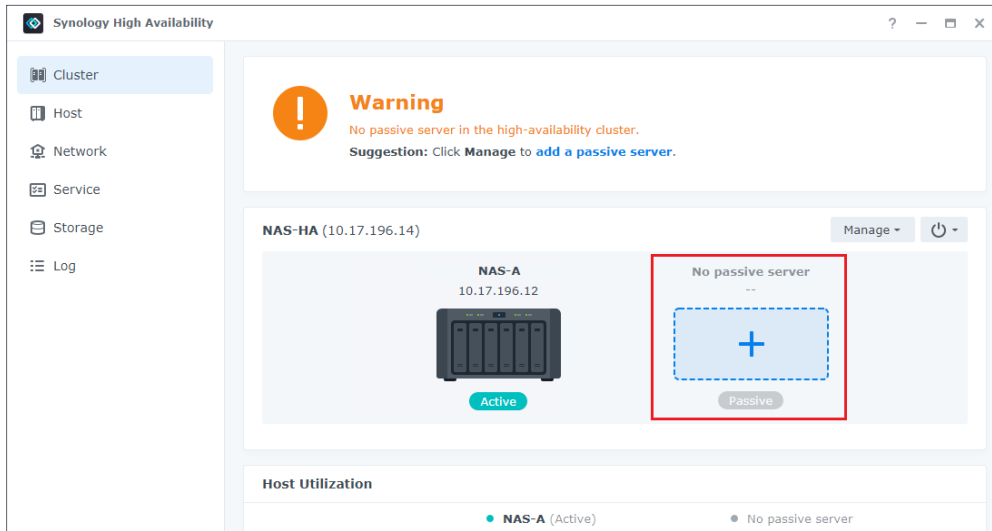 Synology High Availability
?
Cluster
Host
Network
Service
Storage
Log
Warning
No passive server in the high-availability cluster.
Suggestion: Click Manage to add a passive server.
NAS-HA (10.17.196.14)
Manage
NAS-A
10.17.196.12
Active
No passive server
--
Passive
Host Utilization
NAS-A (Active)
No passive server